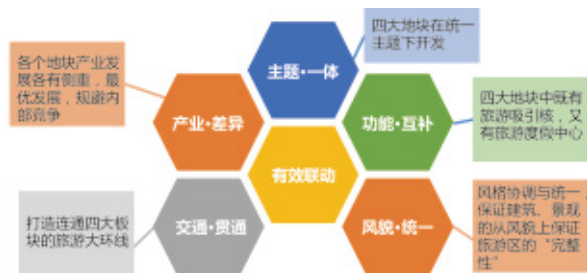 四大地块在统一
主题下开发
主题·一体
各个地块产业发
展各有侧重，最
优发展，规避内
部竞争
产业·差异
功能·互补
四大地块中既有
旅游吸引核，又
有旅游度假中心
有效联动
打造连通四大板
块的旅游大环线
交通·贯通
风貌·统一
风格协调与统一，
保证建筑、景观
的从风貌上保证
旅游区的“完整
性”